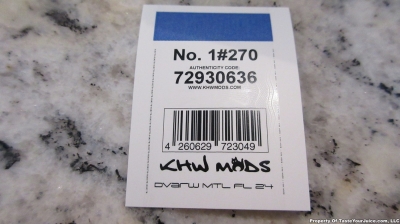 No. 1#270
AUTHENTICITY CODE:
72930636
WWW.KHWMODS.COM
4 260629 723049
KHW MODS
DVARW MTL FL 24
Property Of TasteYourJuice.com, LLC.